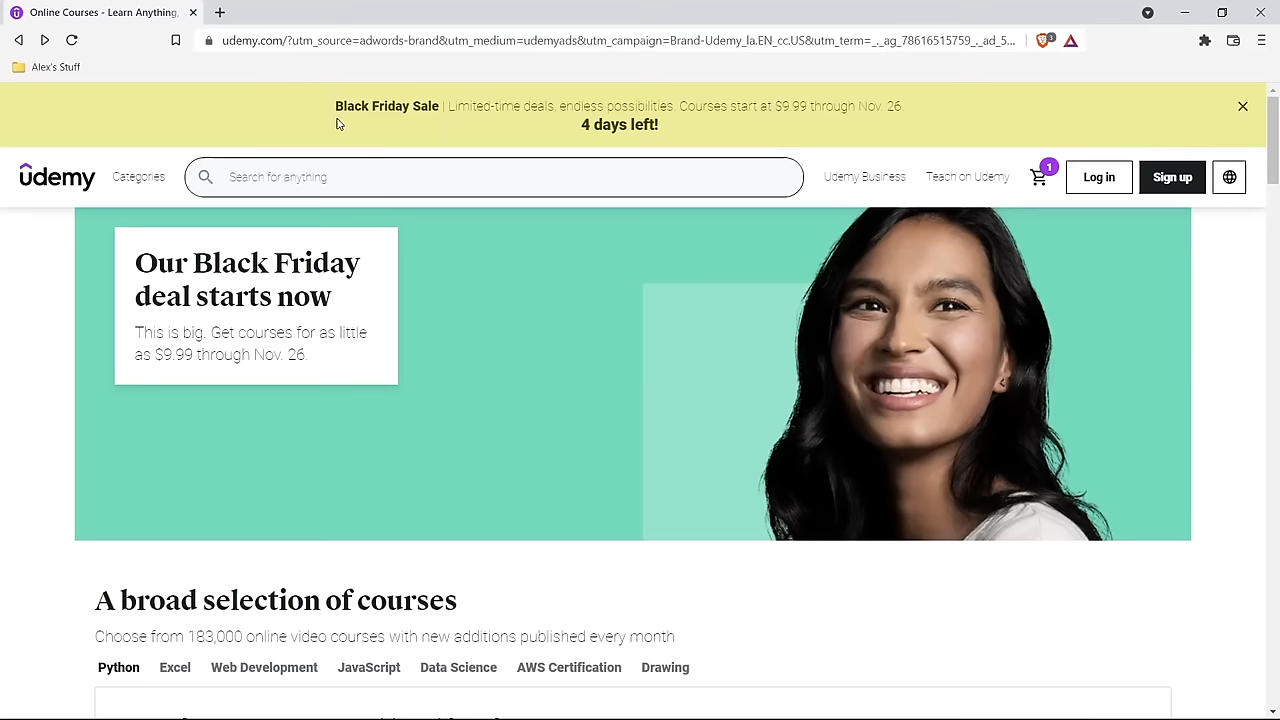 Online Courses - Learn Anything,
udemy.com/?utm_source=adwords-brand&utm_medium=udemyads&utm_campaign=Brand-Udemy_la.EN_cc.US&utm_term=_._ag_78616515759_._ad_5...
3
Alex's Stuff
Black Friday Sale | Limited-time deals, endless possibilities. Courses start at $9.99 through Nov. 26.
4 days left!
udemy
Categories
Search for anything
Udemy Business
Teach on Udemy
1
Log in
Sign up
Our Black Friday
deal starts now
This is big. Get courses for as little
as $9.99 through Nov. 26.
A broad selection of courses
Choose from 183,000 online video courses with new additions published every month
Python Excel Web Development JavaScript Data Science AWS Certification Drawing